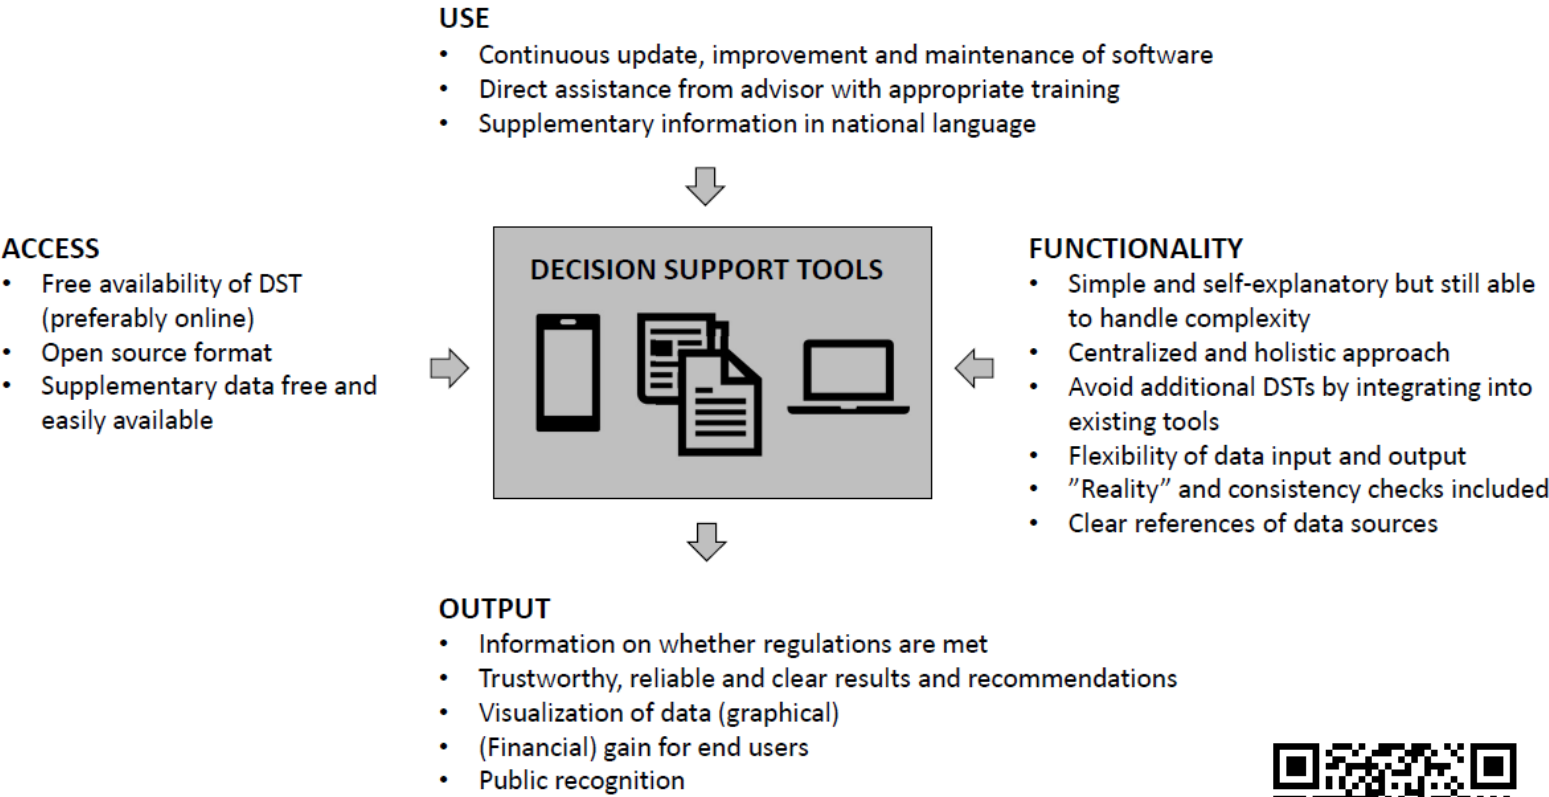 USE
• Continuous update, improvement and maintenance of software
• Direct assistance from advisor with appropriate training
• Supplementary information in national language
ACCESS
• Free availability of DST
(preferably online)
• Open source format
• Supplementary data free and
easily available
DECISION SUPPORT TOOLS
FUNCTIONALITY
• Simple and self-explanatory but still able
to handle complexity
• Centralized and holistic approach
• Avoid additional DSTs by integrating into
existing tools
• Flexibility of data input and output
• ”Reality” and consistency checks included
• Clear references of data sources
OUTPUT
• Information on whether regulations are met
• Trustworthy, reliable and clear results and recommendations
• Visualization of data (graphical)
• (Financial) gain for end users
• Public recognition